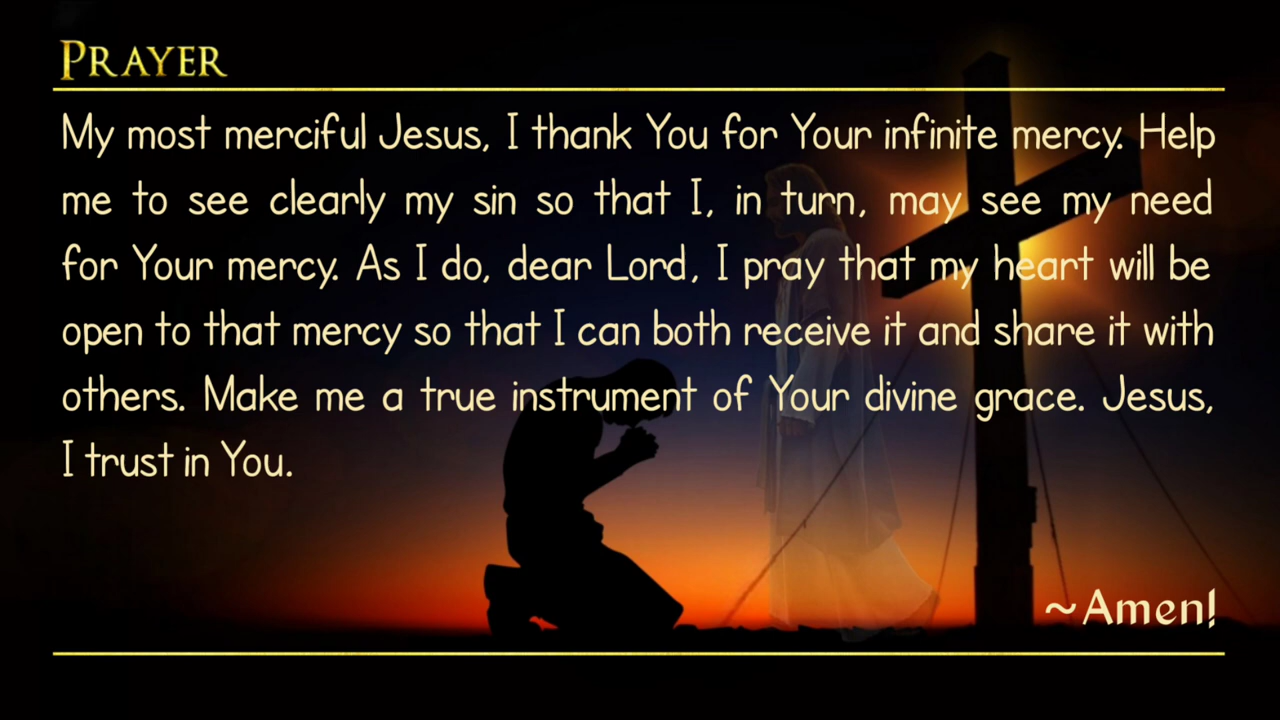 PRAYER
My most merciful Jesus, I thank You for Your infinite mercy. Help
me to see clearly my sin so that I, in turn, may see my need
for Your mercy. As I do, dear Lord, I pray that my heart will be
open to that mercy so that I can both receive it and share it with
others. Make me a true instrument of Your divine grace. Jesus,
I trust in You.
~Amen!